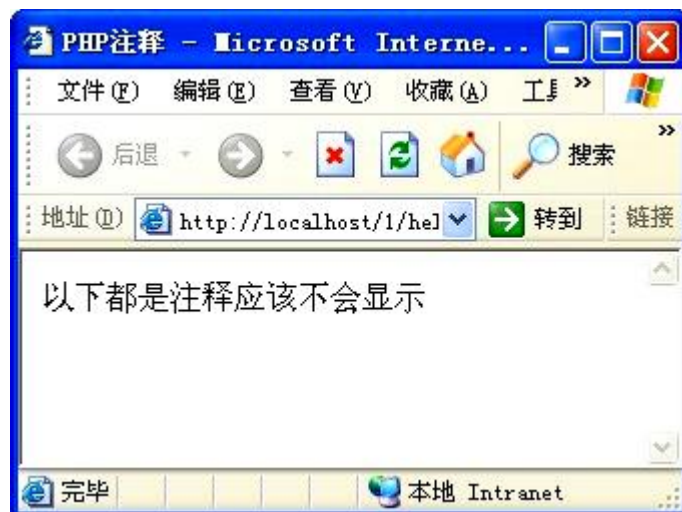 PHP注释 - Microsoft Interne...
文件(F) 编辑(E) 查看(V) 收藏(A) 工具 »
后退 搜索 »
地址(D) http://localhost/1/hel 转到 链接
以下都是注释应该不会显示
完毕 本地 Intranet